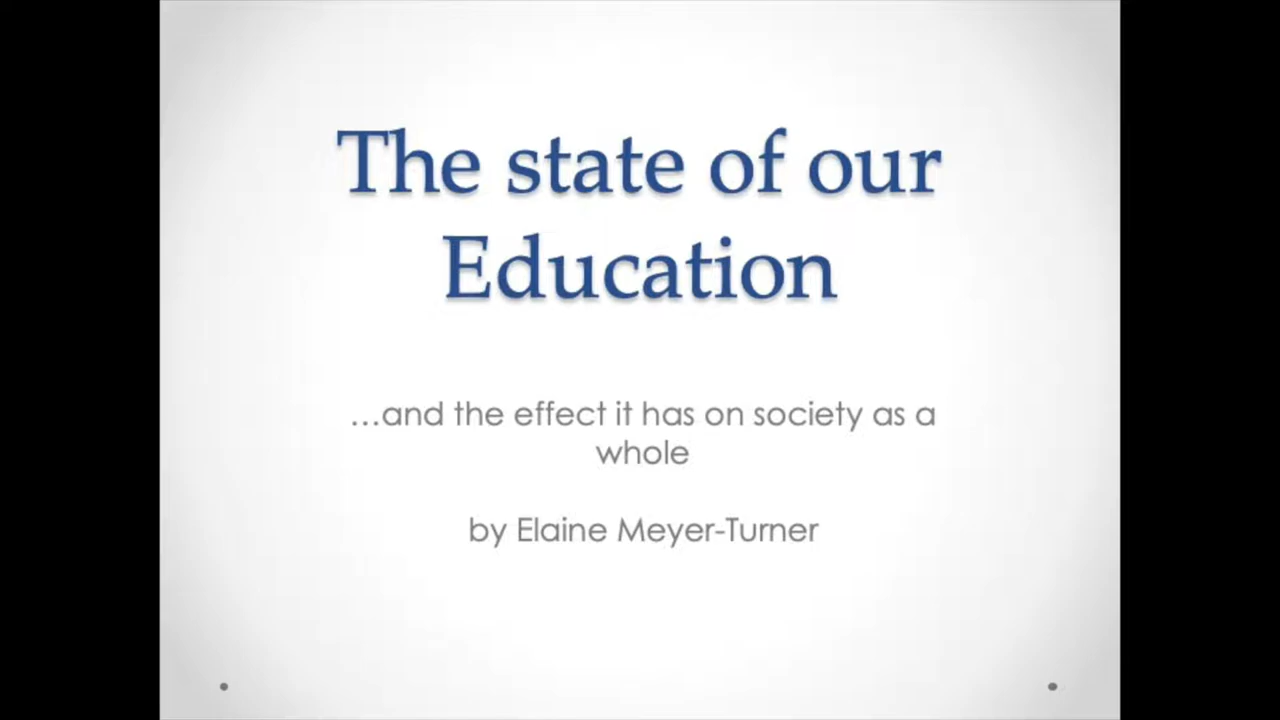 The state of our
Education
…and the effect it has on society as a
whole
by Elaine Meyer-Turner